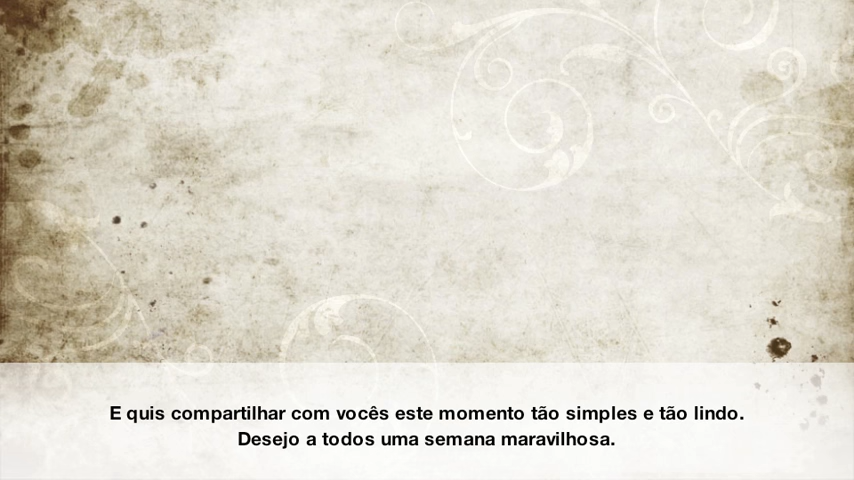 E quis compartilhar com vocês este momento tão simples e tão lindo.
Desejo a todos uma semana maravilhosa.